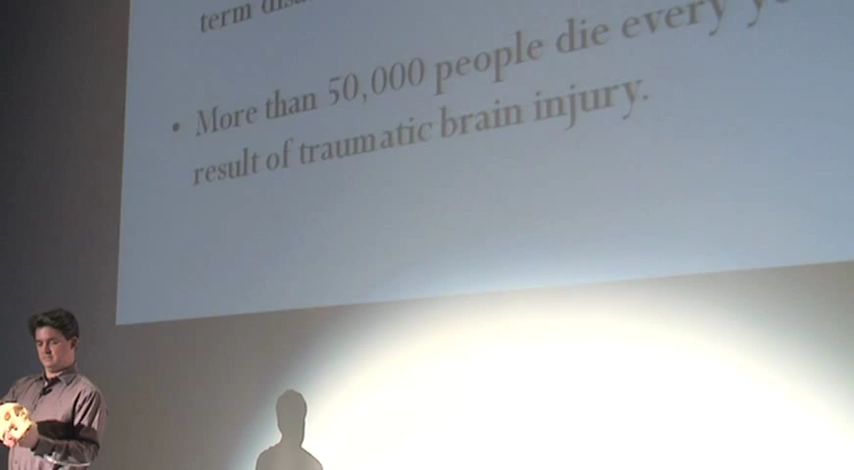 term
• More than 50,000 people die every
result of traumatic brain injury.